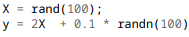 X = rand(100);
y = 2X  + 0.1 * randn(100)